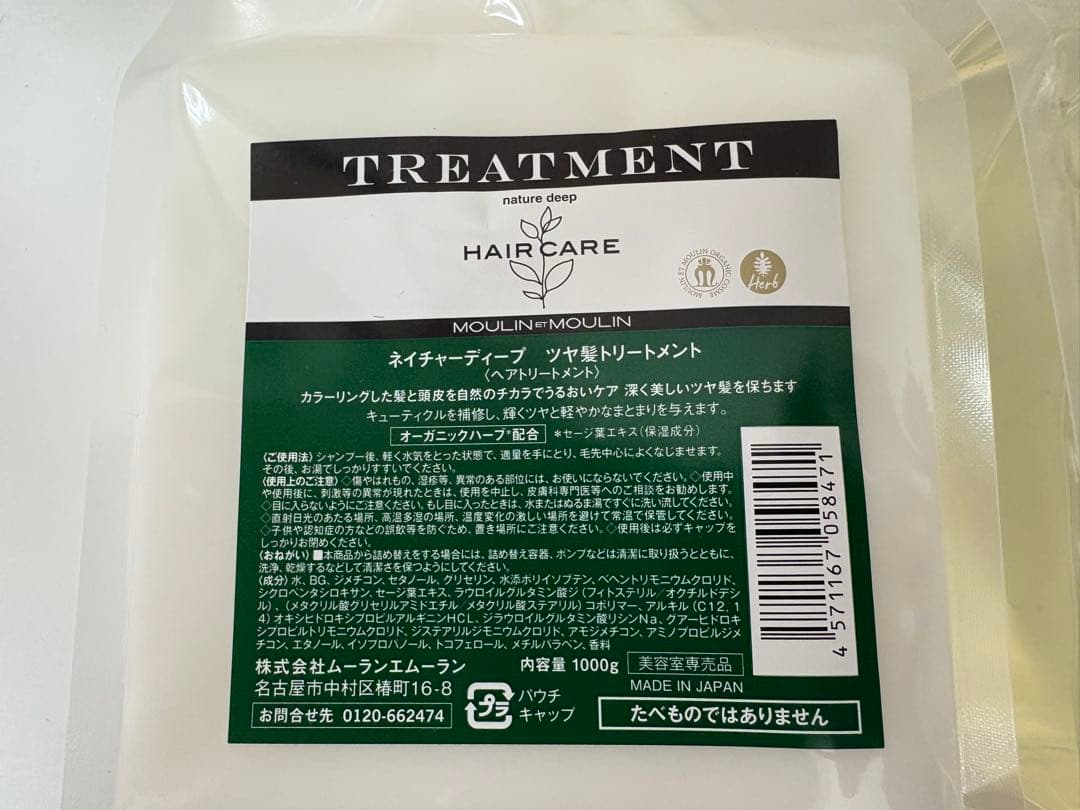 TREATMENT
nature deep
HAIR CARE
MOULIN ET MOULIN ORGANIC COSME
Herb
MOULIN ET MOULIN
ネイチャーディープ ツヤ髪トリートメント
〈ヘアトリートメント〉
カラーリングした髪と頭皮を自然のチカラでうるおいケア 深く美しいツヤ髪を保ちます
キューティクルを補修し、輝くツヤと軽やかなまとまりを与えます。
オーガニックハーブ*配合 *セージ葉エキス(保湿成分)
〈ご使用法〉シャンプー後、軽く水気をとった状態で、適量を手にとり、毛先中心によくなじませます。
その後、お湯でしっかりすすいでください。
〈使用上のご注意〉◇傷やはれもの、湿疹等、異常のある部位には、お使いにならないでください。◇使用中
や使用後に、刺激等の異常が現れたときは、使用を中止し、皮膚科専門医等へのご相談をお勧めします。
◇目に入らないようにご注意ください。もし目に入ったときは、水またはぬるま湯ですぐに洗い流してください。
◇直射日光のあたる場所、高温多湿の場所、温度変化の激しい場所を避けて常温で保管してください。
◇子供や認知症の方などの誤飲等を防ぐため、置き場所にご注意ください。◇使用後は必ずキャップを
しっかりお閉めください。
〈おねがい〉■本商品から詰め替えをする場合には、詰め替え容器、ポンプなどは清潔に取り扱うとともに、
洗浄、乾燥するなどして清潔さを保つようにしてください。
〈成分〉水、BG、ジメチコン、セタノール、グリセリン、水添ポリイソブテン、ベヘントリモニウムクロリド、
シクロペンタシロキサン、セージ葉エキス、ラウロイルグルタミン酸ジ(フィトステリル/オクチルドデシ
ル)、(メタクリル酸グリセリルアミドエチル/メタクリル酸ステアリル)コポリマー、アルキル(C12,1
4)オキシヒドロキシプロピルアルギニンHCL、ジラウロイルグルタミン酸リシンNa、グアーヒドロキ
シプロピルトリモニウムクロリド、ジステアリルジモニウムクロリド、アモジメチコン、アミノプロピルジメ
チコン、エタノール、イソプロパノール、トコフェロール、メチルパラベン、香料
株式会社ムーランエムーラン 内容量 1000g 美容室専売品
名古屋市中村区椿町16-8 MADE IN JAPAN
お問合せ先 0120-662474
プラ
パウチ
キャップ
たべものではありません
4 571167 058471